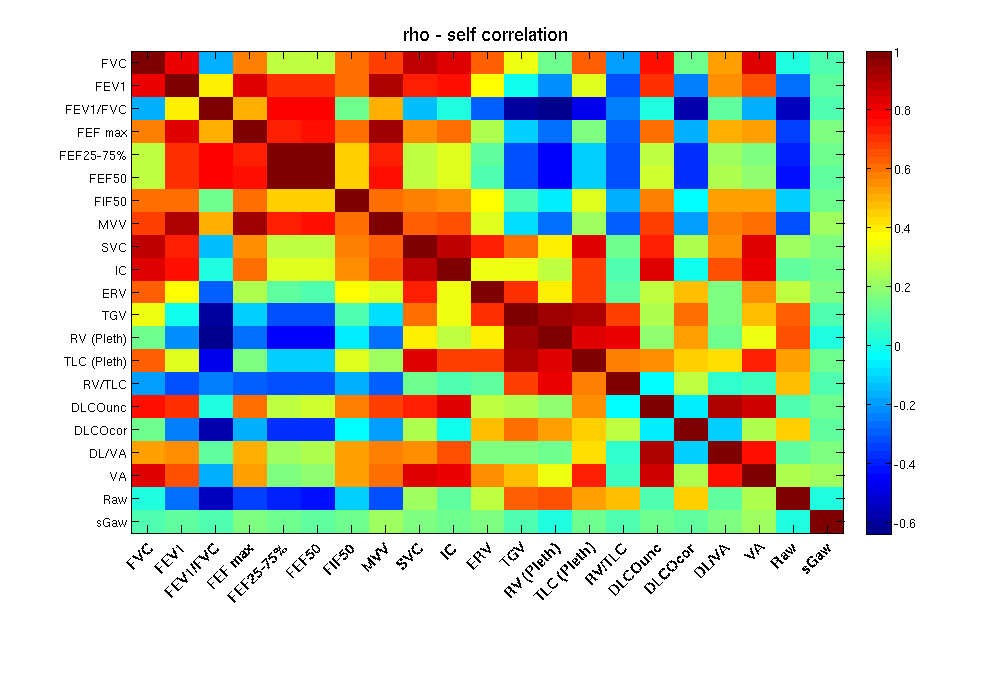 rho - self correlation
FVC
FEV1
FEV1/FVC
FEF max
FEF25-75%
FEF50
FIF50
MVV
SVC
IC
ERV
TGV
RV (Pleth)
TLC (Pleth)
RV/TLC
DLCOunc
DLCOcor
DL/VA
VA
Raw
sGaw
FVC
FEV1
FEV1/FVC
FEF max
FEF25-75%
FEF50
FIF50
MVV
SVC
IC
ERV
TGV
RV (Pleth)
TLC (Pleth)
RV/TLC
DLCOunc
DLCOcor
DL/VA
VA
Raw
sGaw
1
0.8
0.6
0.4
0.2
0
-0.2
-0.4
-0.6